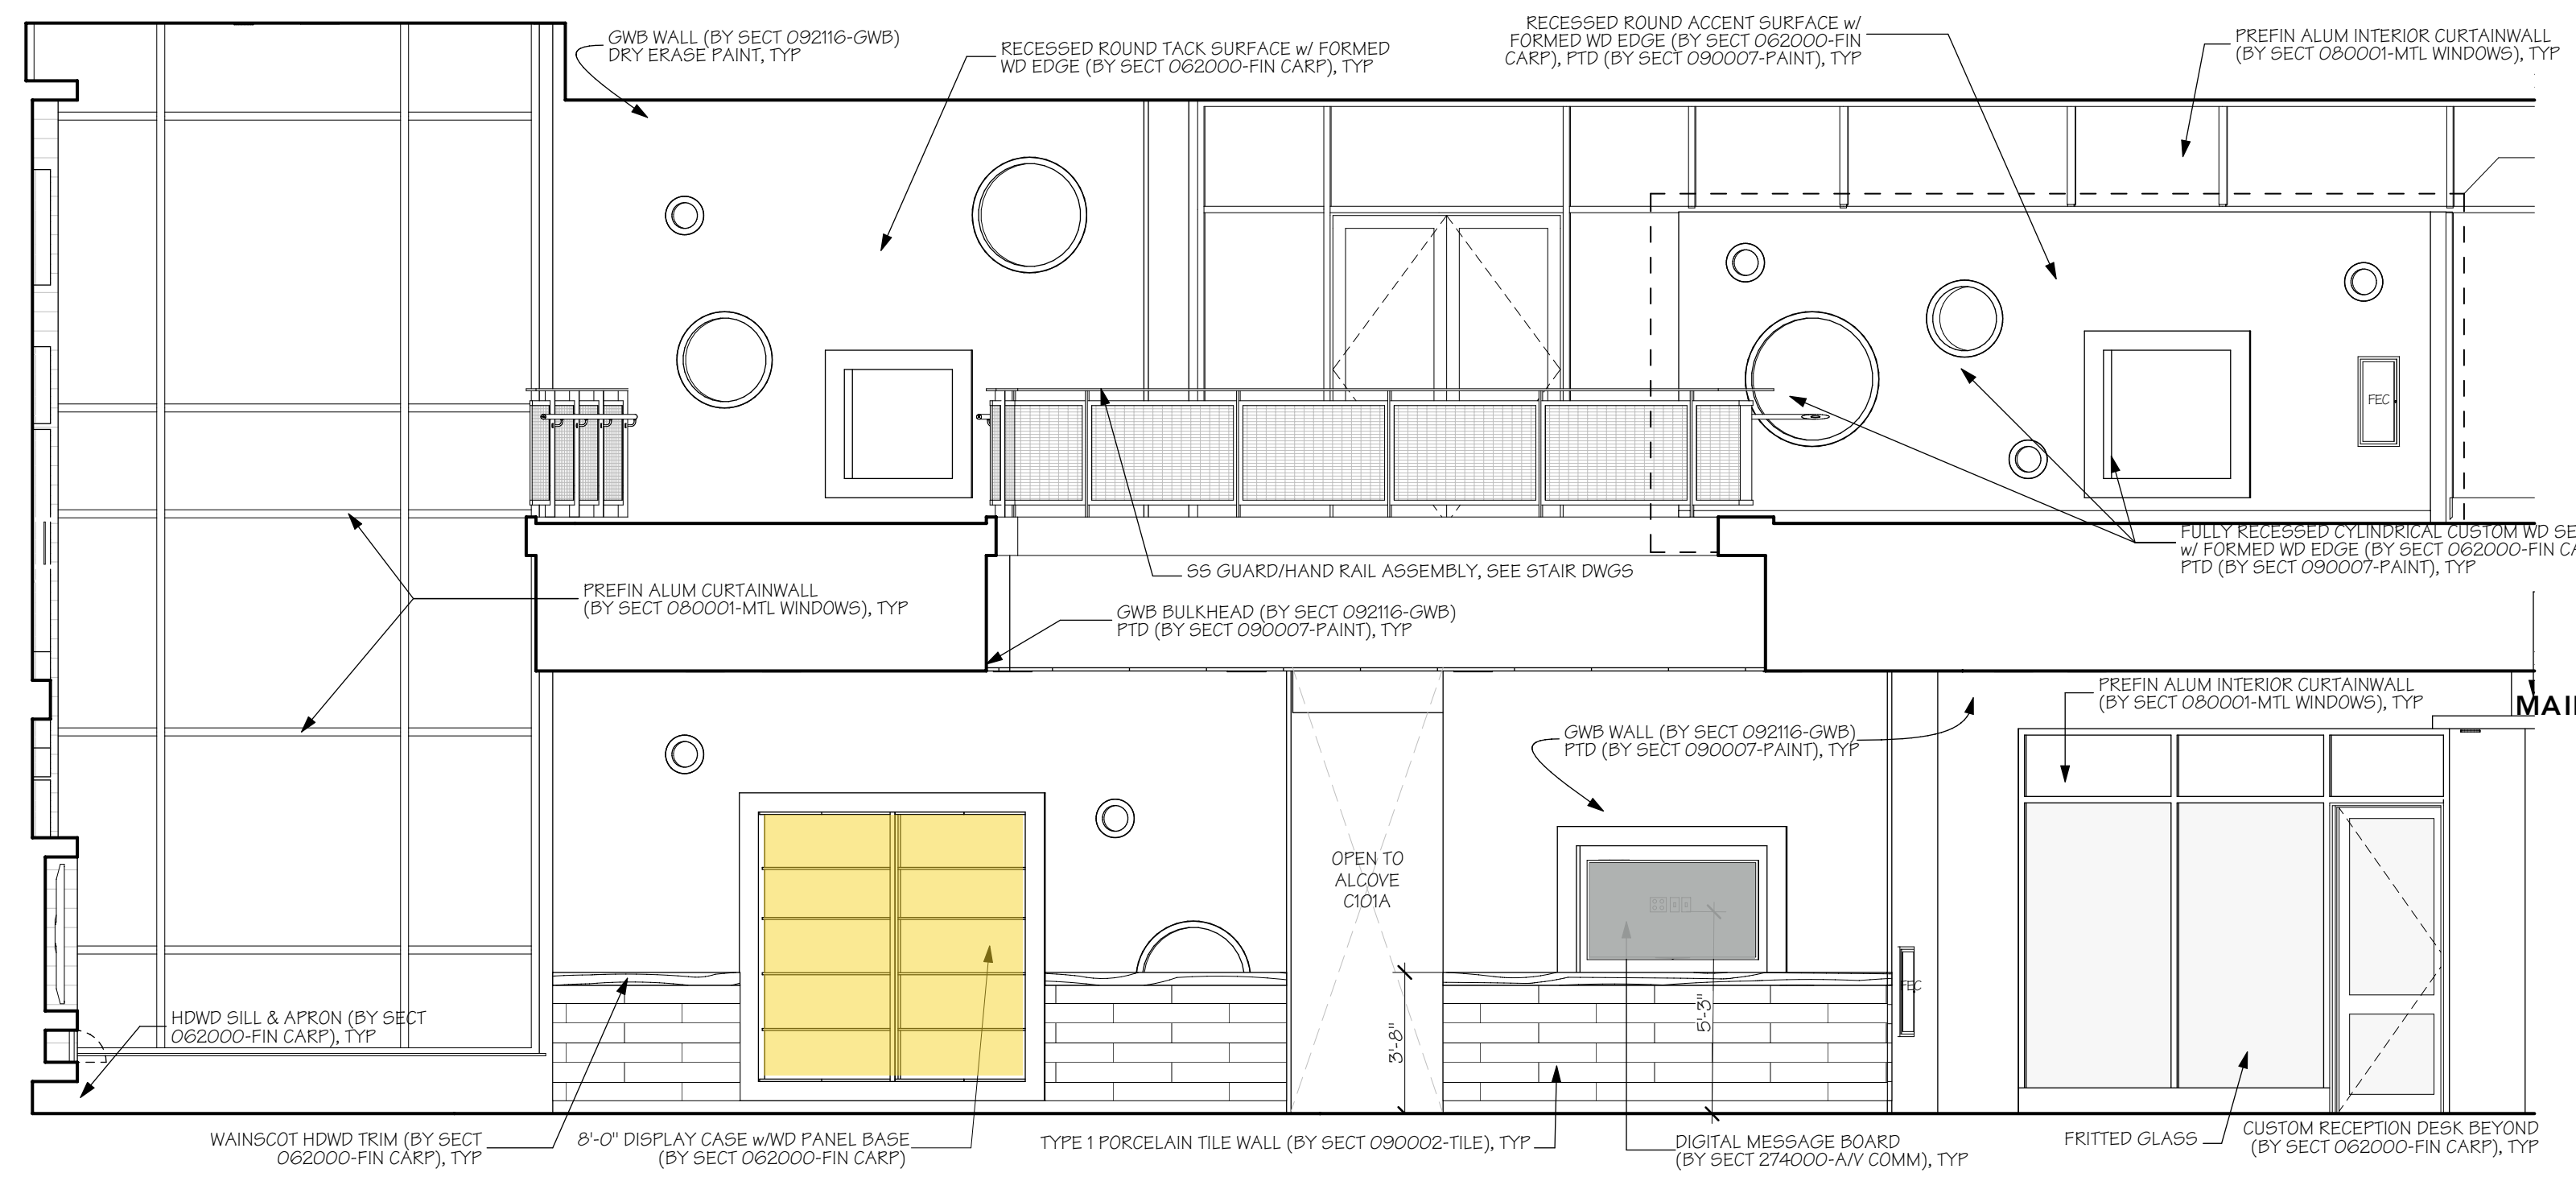 GWB WALL (BY SECT 092116-GWB)
DRY ERASE PAINT, TYP
RECESSED ROUND TACK SURFACE w/ FORMED
WD EDGE (BY SECT 062000-FIN CARP), TYP
RECESSED ROUND ACCENT SURFACE w/
FORMED WD EDGE (BY SECT 062000-FIN
CARP), PTD (BY SECT 090007-PAINT), TYP
PREFIN ALUM INTERIOR CURTAINWALL
(BY SECT 080001-MTL WINDOWS), TYP
FEC
FULLY RECESSED CYLINDRICAL CUSTOM WD SE
w/ FORMED WD EDGE (BY SECT 062000-FIN CA
PTD (BY SECT 090007-PAINT), TYP
SS GUARD/HAND RAIL ASSEMBLY, SEE STAIR DWGS
PREFIN ALUM CURTAINWALL
(BY SECT 080001-MTL WINDOWS), TYP
GWB BULKHEAD (BY SECT 092116-GWB)
PTD (BY SECT 090007-PAINT), TYP
PREFIN ALUM INTERIOR CURTAINWALL
(BY SECT 080001-MTL WINDOWS), TYP
MAI
GWB WALL (BY SECT 092116-GWB)
PTD (BY SECT 090007-PAINT), TYP
OPEN TO
ALCOVE
C101A
FEC
3'-8"
5'-3"
HDWD SILL & APRON (BY SECT
062000-FIN CARP), TYP
WAINSCOT HDWD TRIM (BY SECT
062000-FIN CARP), TYP
8'-0" DISPLAY CASE w/WD PANEL BASE
(BY SECT 062000-FIN CARP)
TYPE 1 PORCELAIN TILE WALL (BY SECT 090002-TILE), TYP
DIGITAL MESSAGE BOARD
(BY SECT 274000-A/V COMM), TYP
FRITTED GLASS
CUSTOM RECEPTION DESK BEYOND
(BY SECT 062000-FIN CARP), TYP